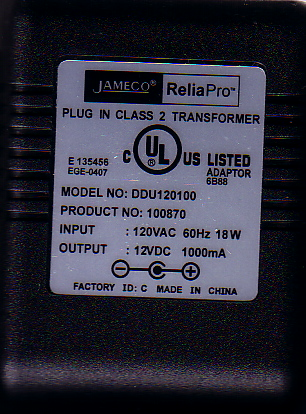 JAMECO® ReliaPro™
PLUG IN CLASS 2 TRANSFORMER
E 135456
EGE-0407
C UL ® US LISTED
ADAPTOR
6B88
MODEL NO: DDU120100
PRODUCT NO: 100870
INPUT : 120VAC 60Hz 18W
OUTPUT : 12VDC 1000mA
FACTORY ID: C MADE IN CHINA